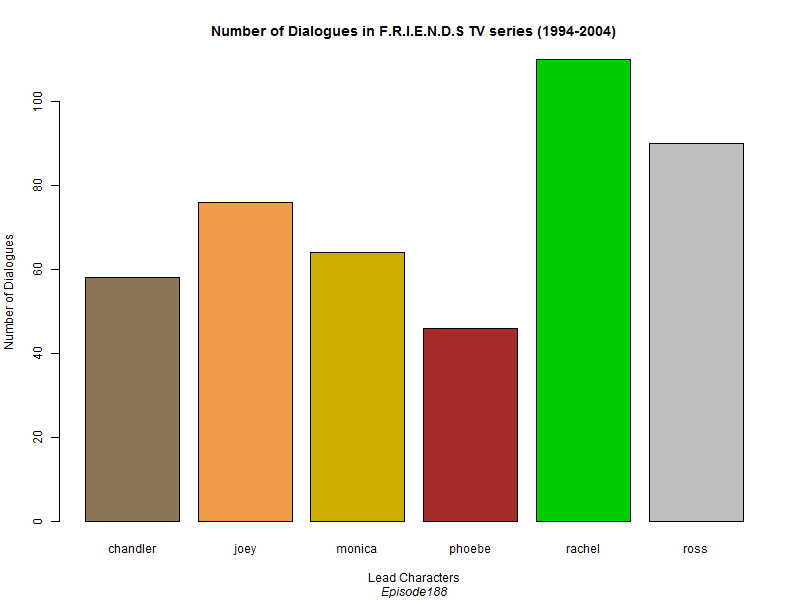 Number of Dialogues in F.R.I.E.N.D.S TV series (1994-2004)
Number of Dialogues
100
80
60
40
20
0
chandler joey monica phoebe rachel ross
Lead Characters
Episode188